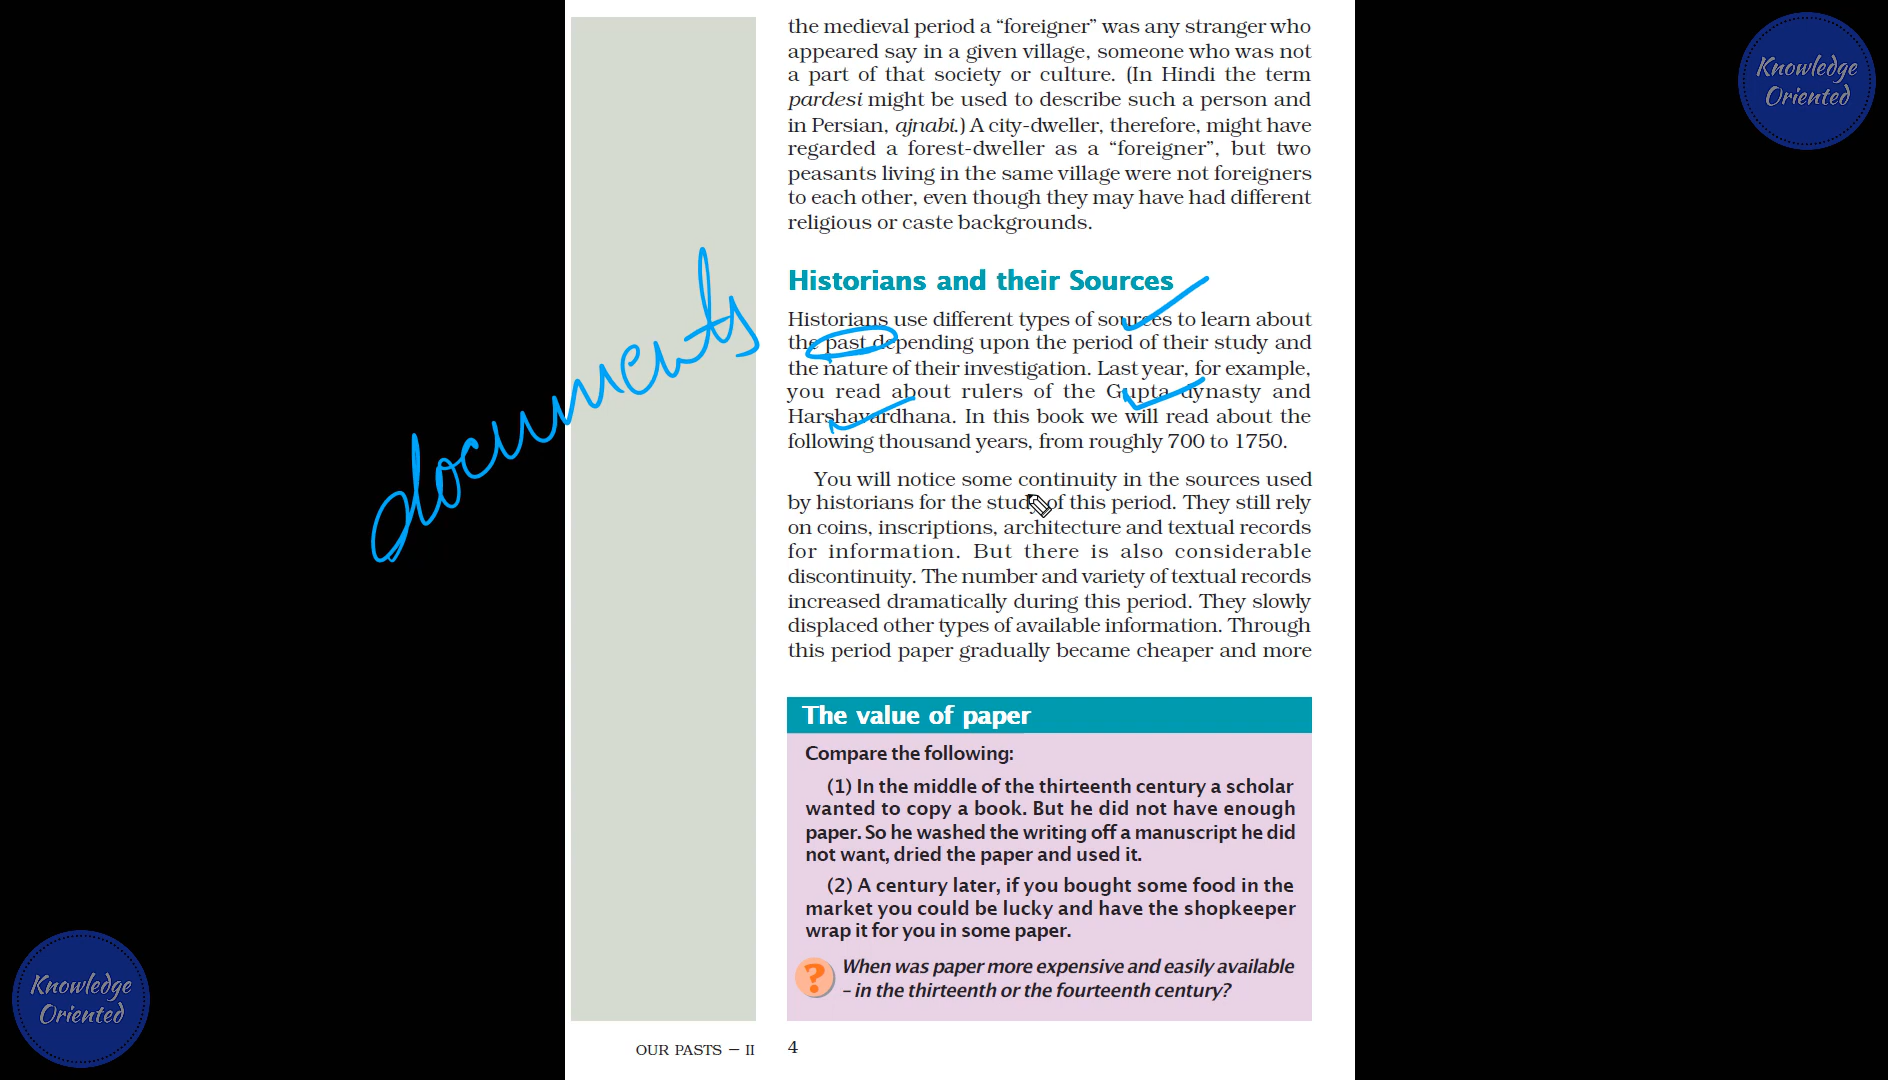 the medieval period a “foreigner” was any stranger who
appeared say in a given village, someone who was not
a part of that society or culture. (In Hindi the term
pardesi might be used to describe such a person and
in Persian, ajnabi.) A city-dweller, therefore, might have
regarded a forest-dweller as a “foreigner”, but two
peasants living in the same village were not foreigners
to each other, even though they may have had different
religious or caste backgrounds.
Historians and their Sources
Historians use different types of sources to learn about
the past depending upon the period of their study and
the nature of their investigation. Last year, for example,
you read about rulers of the Gupta dynasty and
Harshavardhana. In this book we will read about the
following thousand years, from roughly 700 to 1750.
You will notice some continuity in the sources used
by historians for the study of this period. They still rely
on coins, inscriptions, architecture and textual records
for information. But there is also considerable
discontinuity. The number and variety of textual records
increased dramatically during this period. They slowly
displaced other types of available information. Through
this period paper gradually became cheaper and more
The value of paper
Compare the following:
(1) In the middle of the thirteenth century a scholar
wanted to copy a book. But he did not have enough
paper. So he washed the writing off a manuscript he did
not want, dried the paper and used it.
(2) A century later, if you bought some food in the
market you could be lucky and have the shopkeeper
wrap it for you in some paper.
? When was paper more expensive and easily available
– in the thirteenth or the fourteenth century?
OUR PASTS – II 4
documents
Knowledge
Oriented
Knowledge
Oriented